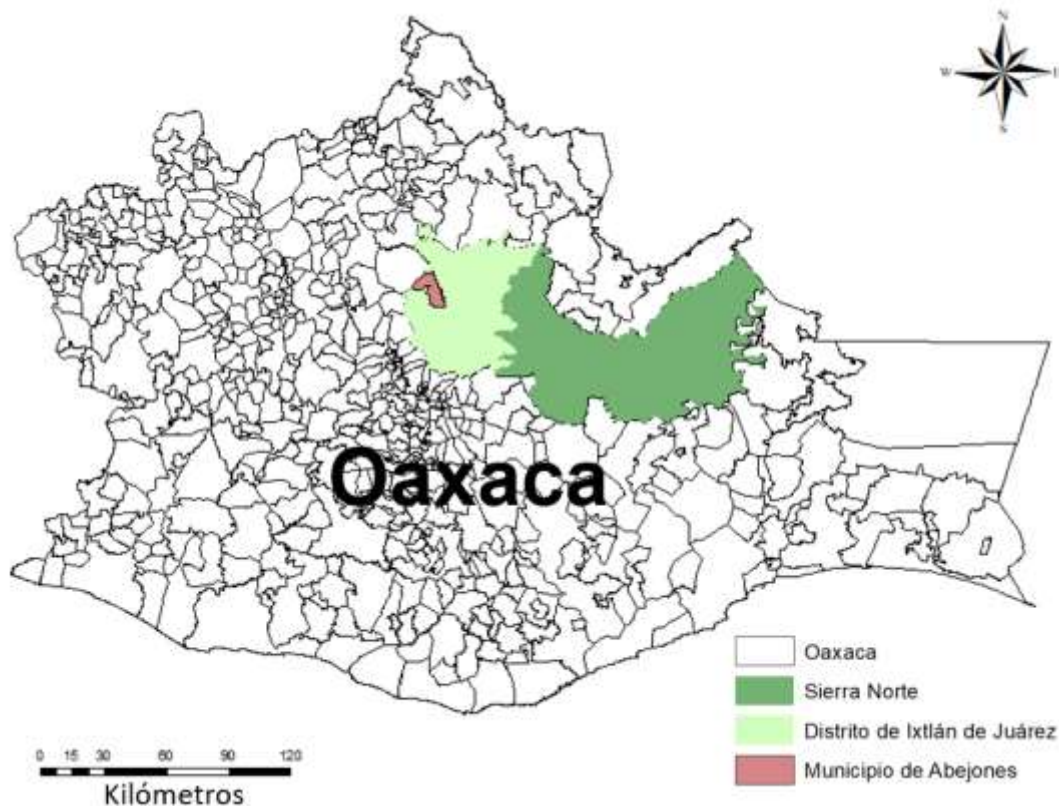 N
W E
S
Oaxaca
Oaxaca
Sierra Norte
Distrito de Ixtlán de Juárez
Municipio de Abejones
0 15 30 60 90 120
Kilómetros